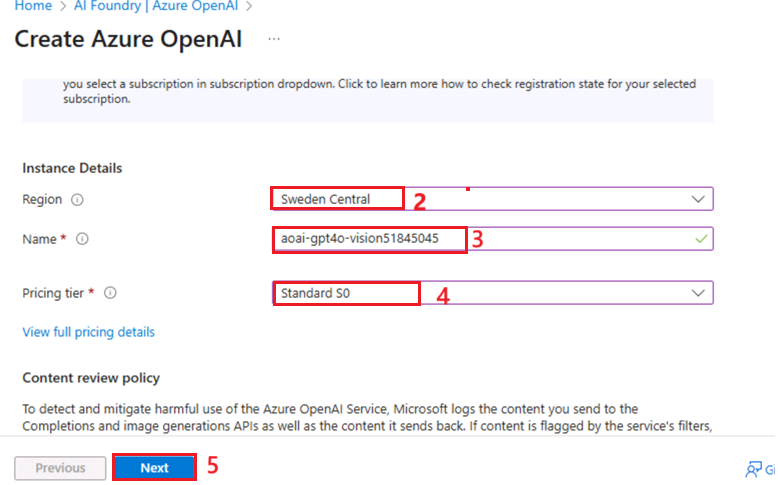 Home > AI Foundry | Azure OpenAI >
Create Azure OpenAI ...
you select a subscription in subscription dropdown. Click to learn more how to check registration state for your selected
subscription.
Instance Details
Region Sweden Central 2
Name * aoai-gpt4o-vision51845045 3
Pricing tier * Standard S0 4
View full pricing details
Content review policy
To detect and mitigate harmful use of the Azure OpenAI Service, Microsoft logs the content you send to the
Completions and image generations APIs as well as the content it sends back. If content is flagged by the service's filters,
Previous Next 5